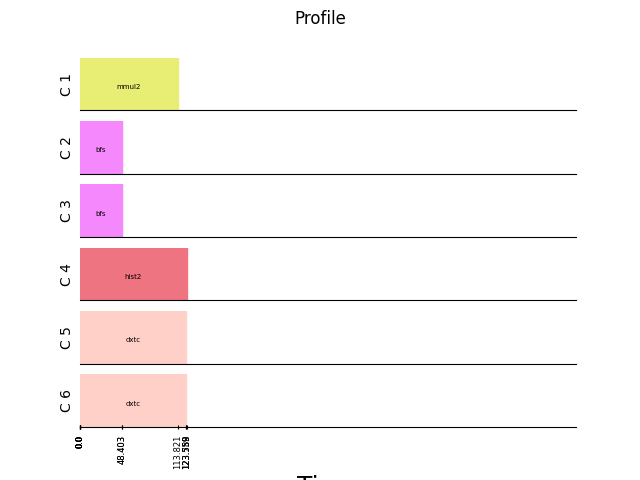 Profile
C 1
mmul2
C 2
bfs
C 3
bfs
C 4
hist2
C 5
dxtc
C 6
dxtc
0.0
48.403
113.821